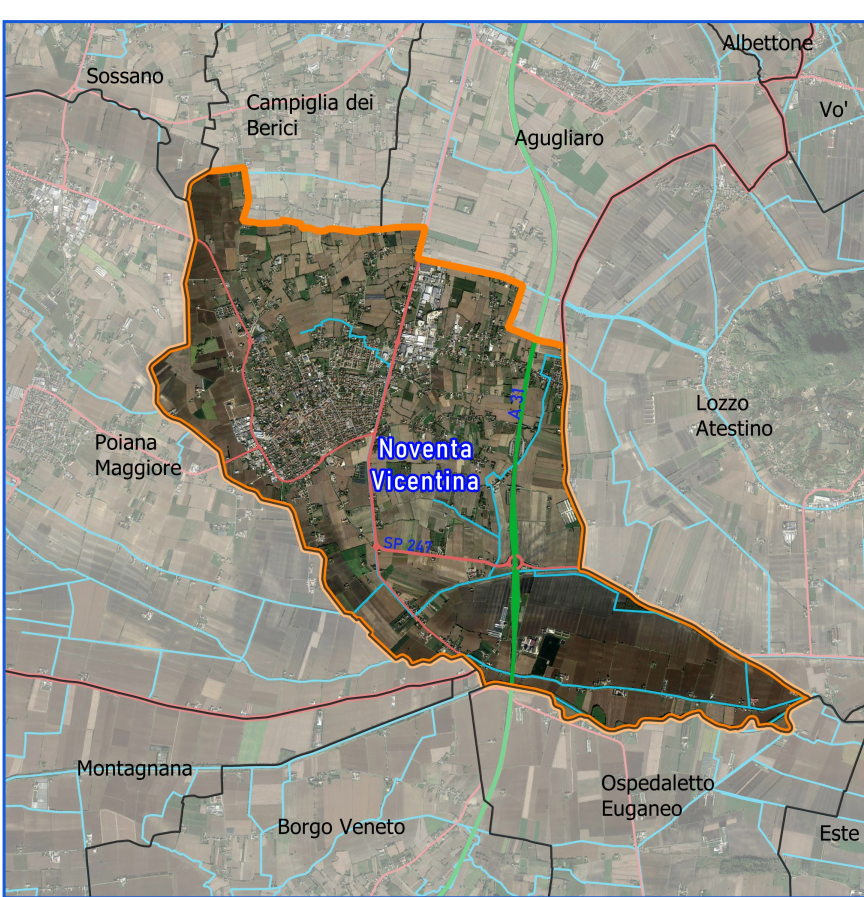 Albettone
Sossano
Campiglia dei
Berici
Vo'
Agugliaro
A 31
Lozzo
Atestino
Poiana
Maggiore
Noventa
Vicentina
SP 247
Montagnana
Ospedaletto
Euganeo
Borgo Veneto
Este